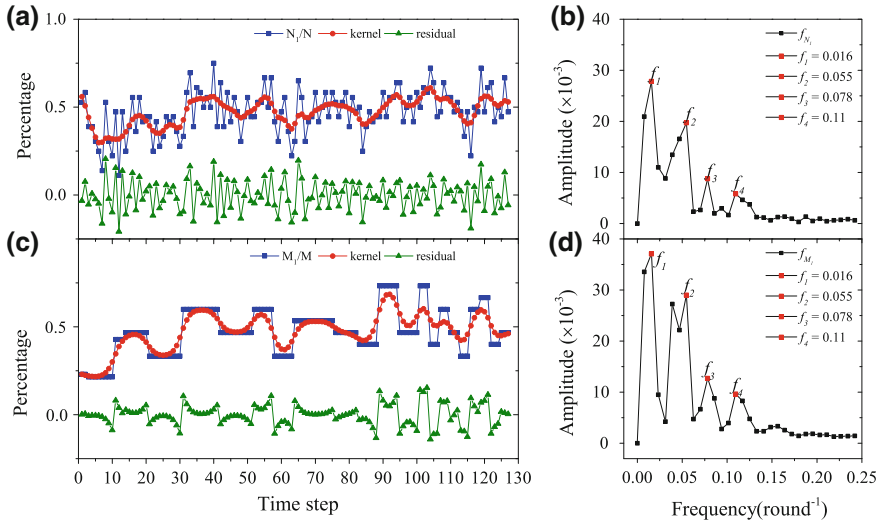 (a)
N₁/N kernel residual
1.0
0.5
0.0
Percentage
(b)
40
30
20
10
0
Amplitude (×10⁻³)
f₁
f₂
f₃
f₄
f_N₁
f₁ = 0.016
f₂ = 0.055
f₃ = 0.078
f₄ = 0.11
(c)
M₁/M kernel residual
0.5
0.0
Percentage
0 10 20 30 40 50 60 70 80 90 100 110 120 130
Time step
(d)
40
30
20
10
0
Amplitude (×10⁻³)
f₁
f₂
f₃
f₄
f_M₁
f₁ = 0.016
f₂ = 0.055
f₃ = 0.078
f₄ = 0.11
0.00 0.05 0.10 0.15 0.20 0.25
Frequency(round⁻¹)